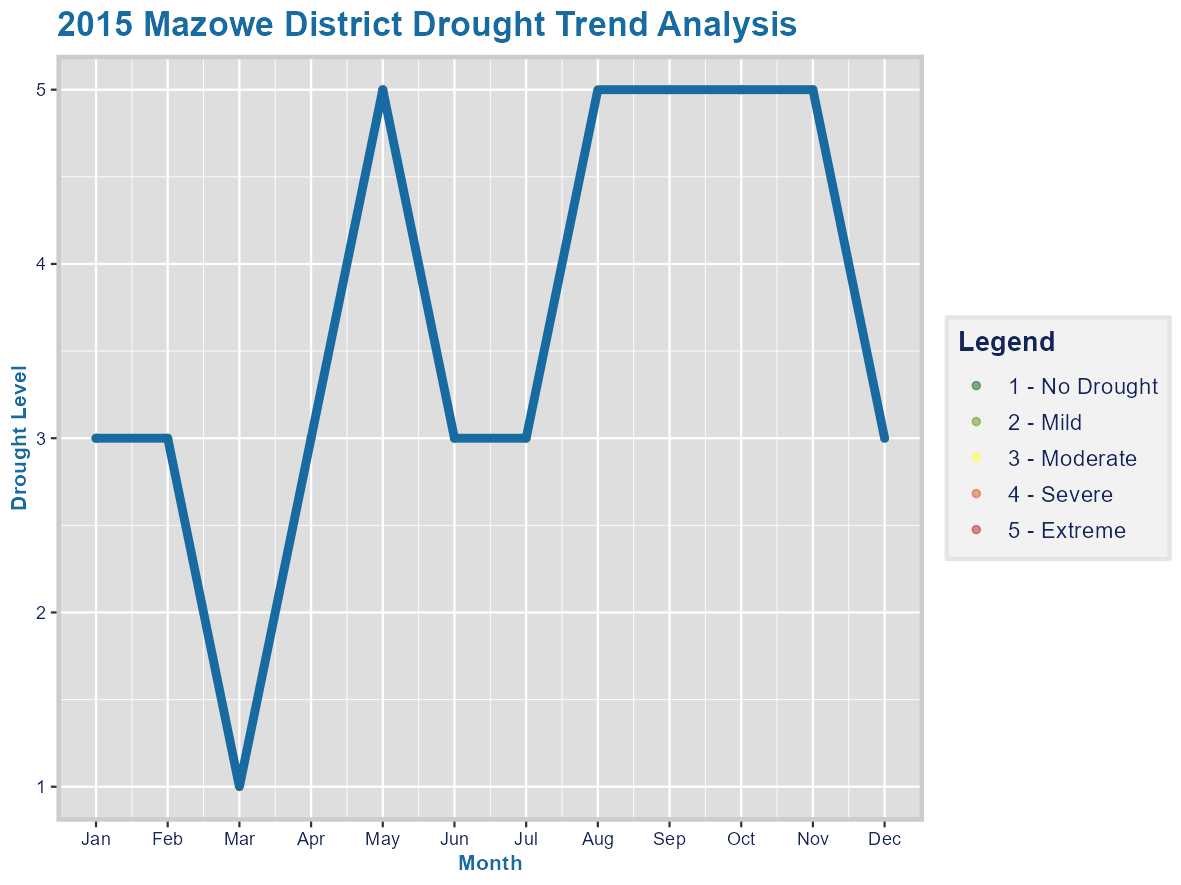 2015 Mazowe District Drought Trend Analysis
Drought Level
5
4
3
2
1
Jan Feb Mar Apr May Jun Jul Aug Sep Oct Nov Dec
Month
Legend
1 - No Drought
2 - Mild
3 - Moderate
4 - Severe
5 - Extreme